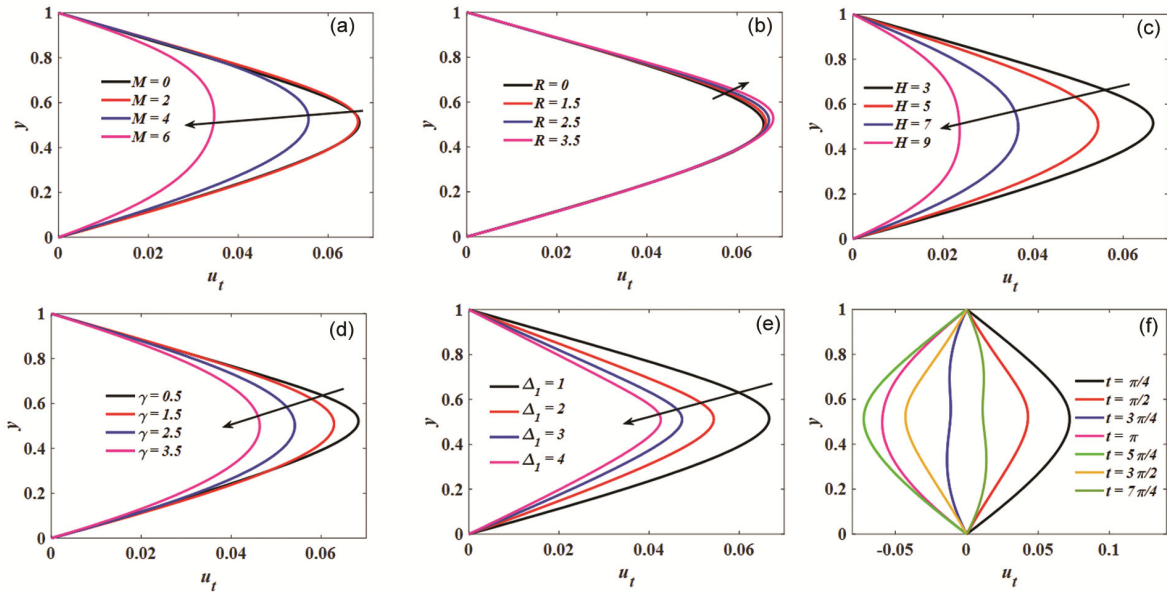 (a)
1
0.8
0.6
0.4
0.2
0
y
M = 0
M = 2
M = 4
M = 6
0 0.02 0.04 0.06
u_t
(b)
1
0.8
0.6
0.4
0.2
0
y
R = 0
R = 1.5
R = 2.5
R = 3.5
0 0.02 0.04 0.06
u_t
(c)
1
0.8
0.6
0.4
0.2
0
y
H = 3
H = 5
H = 7
H = 9
0 0.02 0.04 0.06
u_t
(d)
1
0.8
0.6
0.4
0.2
0
y
γ = 0.5
γ = 1.5
γ = 2.5
γ = 3.5
0 0.02 0.04 0.06
u_t
(e)
1
0.8
0.6
0.4
0.2
0
y
Δ_1 = 1
Δ_1 = 2
Δ_1 = 3
Δ_1 = 4
0 0.02 0.04 0.06
u_t
(f)
1
0.8
0.6
0.4
0.2
0
y
t = π/4
t = π/2
t = 3 π/4
t = π
t = 5 π/4
t = 3 π/2
t = 7 π/4
-0.05 0 0.05 0.1
u_t